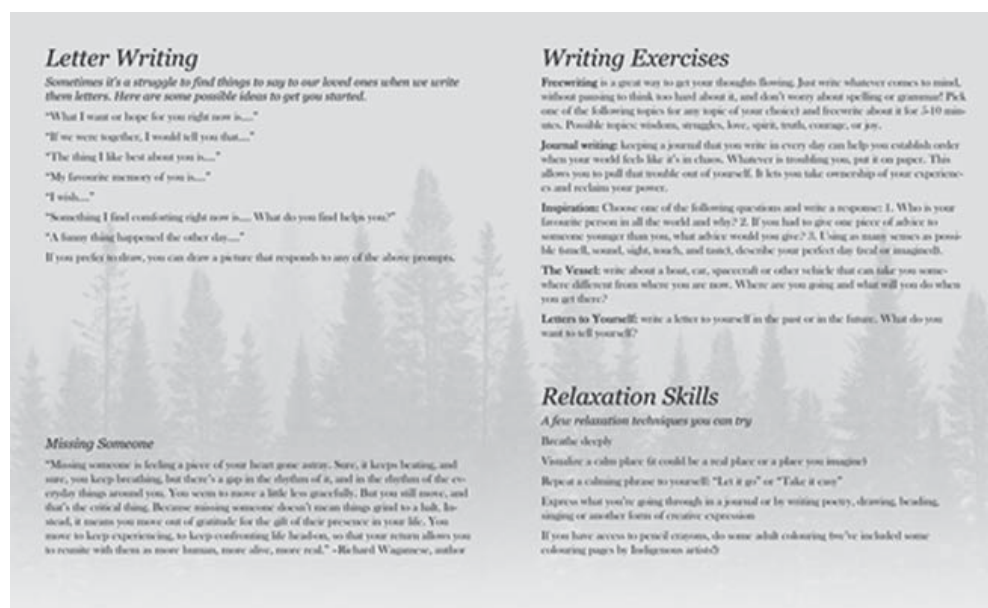 Letter Writing
Sometimes it's a struggle to find things to say to our loved ones when we write
them letters. Here are some possible ideas to get you started.
"What I want or hope for you right now is...."
"If we were together, I would tell you that...."
"The thing I like best about you is...."
"My favourite memory of you is...."
"I wish...."
"Something I find comforting right now is.... What do you find helps you?"
"A funny thing happened the other day...."
If you prefer to draw, you can draw a picture that responds to any of the above prompts.
Missing Someone
"Missing someone is feeling a piece of your heart gone astray. Sure, it keeps beating, and
sure, you keep breathing, but there's a gap in the rhythm of it, and in the rhythm of the ev-
eryday things around you. You seem to move a little less gracefully. But you still move, and
that's the critical thing. Because missing someone doesn't mean things grind to a halt. In-
stead, it means you move out of gratitude for the gift of their presence in your life. You
move to keep experiencing, to keep confronting life head-on, so that your return allows you
to reunite with them as more human, more alive, more real." –Richard Wagamese, author
Writing Exercises
Freewriting is a great way to get your thoughts flowing. Just write whatever comes to mind,
without pausing to think too hard about it, and don't worry about spelling or grammar! Pick
one of the following topics (or any topic of your choice) and freewrite about it for 5-10 min-
utes. Possible topics: wisdom, struggles, love, spirit, truth, courage, or joy.
Journal writing: keeping a journal that you write in every day can help you establish order
when your world feels like it's in chaos. Whatever is troubling you, put it on paper. This
allows you to pull that trouble out of yourself. It lets you take ownership of your experienc-
es and reclaim your power.
Inspiration: Choose one of the following questions and write a response: 1. Who is your
favourite person in all the world and why? 2. If you had to give one piece of advice to
someone younger than you, what advice would you give? 3. Using as many senses as possi-
ble (smell, sound, sight, touch, and taste), describe your perfect day (real or imagined).
The Vessel: write about a boat, car, spacecraft or other vehicle that can take you some-
where different from where you are now. Where are you going and what will you do when
you get there?
Letters to Yourself: write a letter to yourself in the past or in the future. What do you
want to tell yourself?
Relaxation Skills
A few relaxation techniques you can try
Breathe deeply
Visualize a calm place (it could be a real place or a place you imagine)
Repeat a calming phrase to yourself: "Let it go" or "Take it easy"
Express what you're going through in a journal or by writing poetry, drawing, beading,
singing or another form of creative expression
If you have access to pencil crayons, do some adult colouring (we've included some
colouring pages by Indigenous artists!)